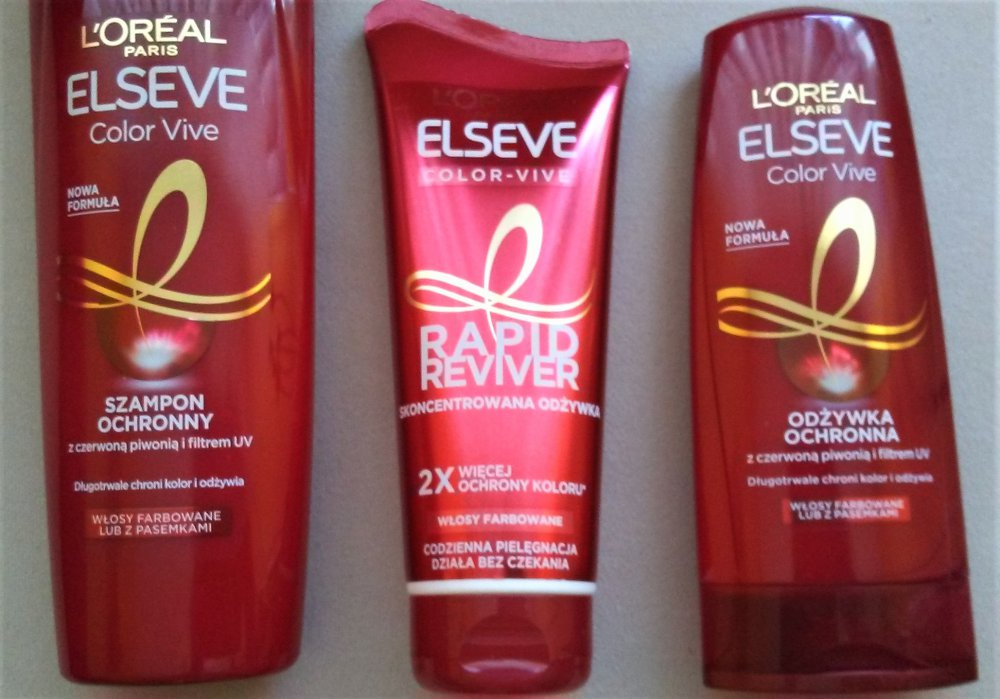 L'ORÉAL
PARIS
ELSEVE
Color Vive
NOWA
FORMUŁA
SZAMPON
OCHRONNY
z czerwoną piwonią i filtrem UV
Długotrwale chroni kolor i odżywia
WŁOSY FARBOWANE
LUB Z PASEMKAMI
L'ORÉAL
ELSEVE
COLOR-VIVE
RAPID
REVIVER
SKONCENTROWANA ODŻYWKA
2X WIĘCEJ
OCHRONY KOLORU*
WŁOSY FARBOWANE
CODZIENNA PIELĘGNACJA
DZIAŁA BEZ CZEKANIA
L'ORÉAL
PARIS
ELSEVE
Color Vive
NOWA
FORMUŁA
ODŻYWKA
OCHRONNA
z czerwoną piwonią i filtrem UV
Długotrwale chroni kolor i odżywia
WŁOSY FARBOWANE
LUB Z PASEMKAMI